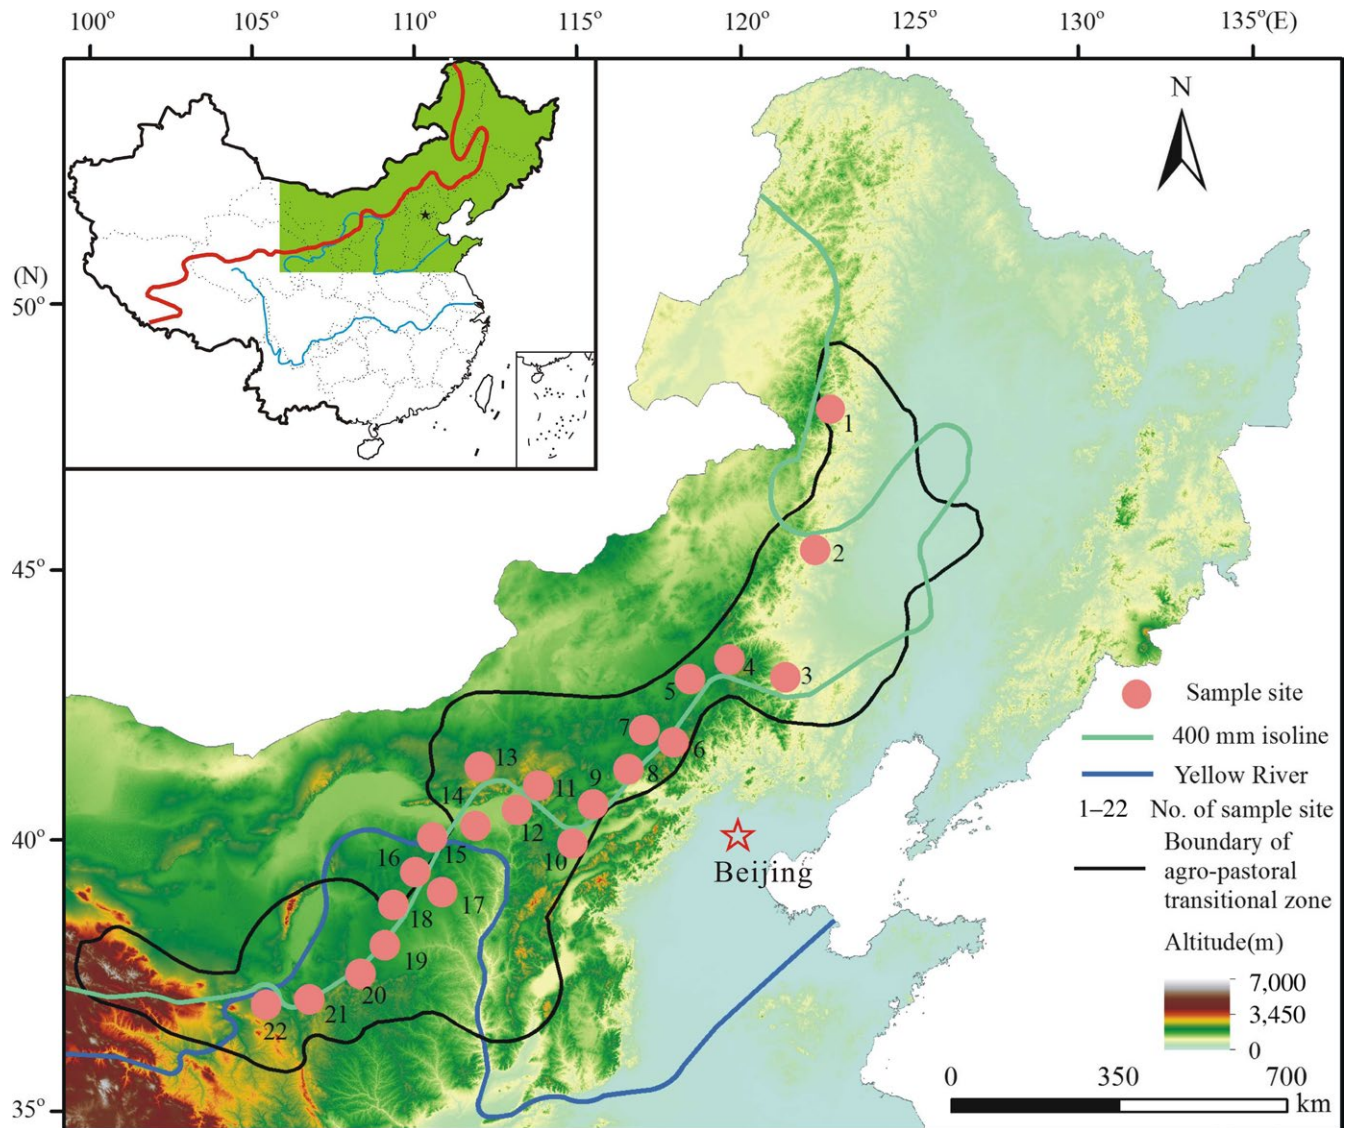 100°
105°
110°
115°
120°
125°
130°
135°(E)
N
(N)
50°
45°
40°
35°
1
2
3
4
5
6
7
8
9
10
11
12
13
14
15
16
17
18
19
20
21
22
Beijing
Sample site
400 mm isoline
Yellow River
1–22 No. of sample site
Boundary of
agro-pastoral
transitional zone
Altitude(m)
7,000
3,450
0
0 350 700
km